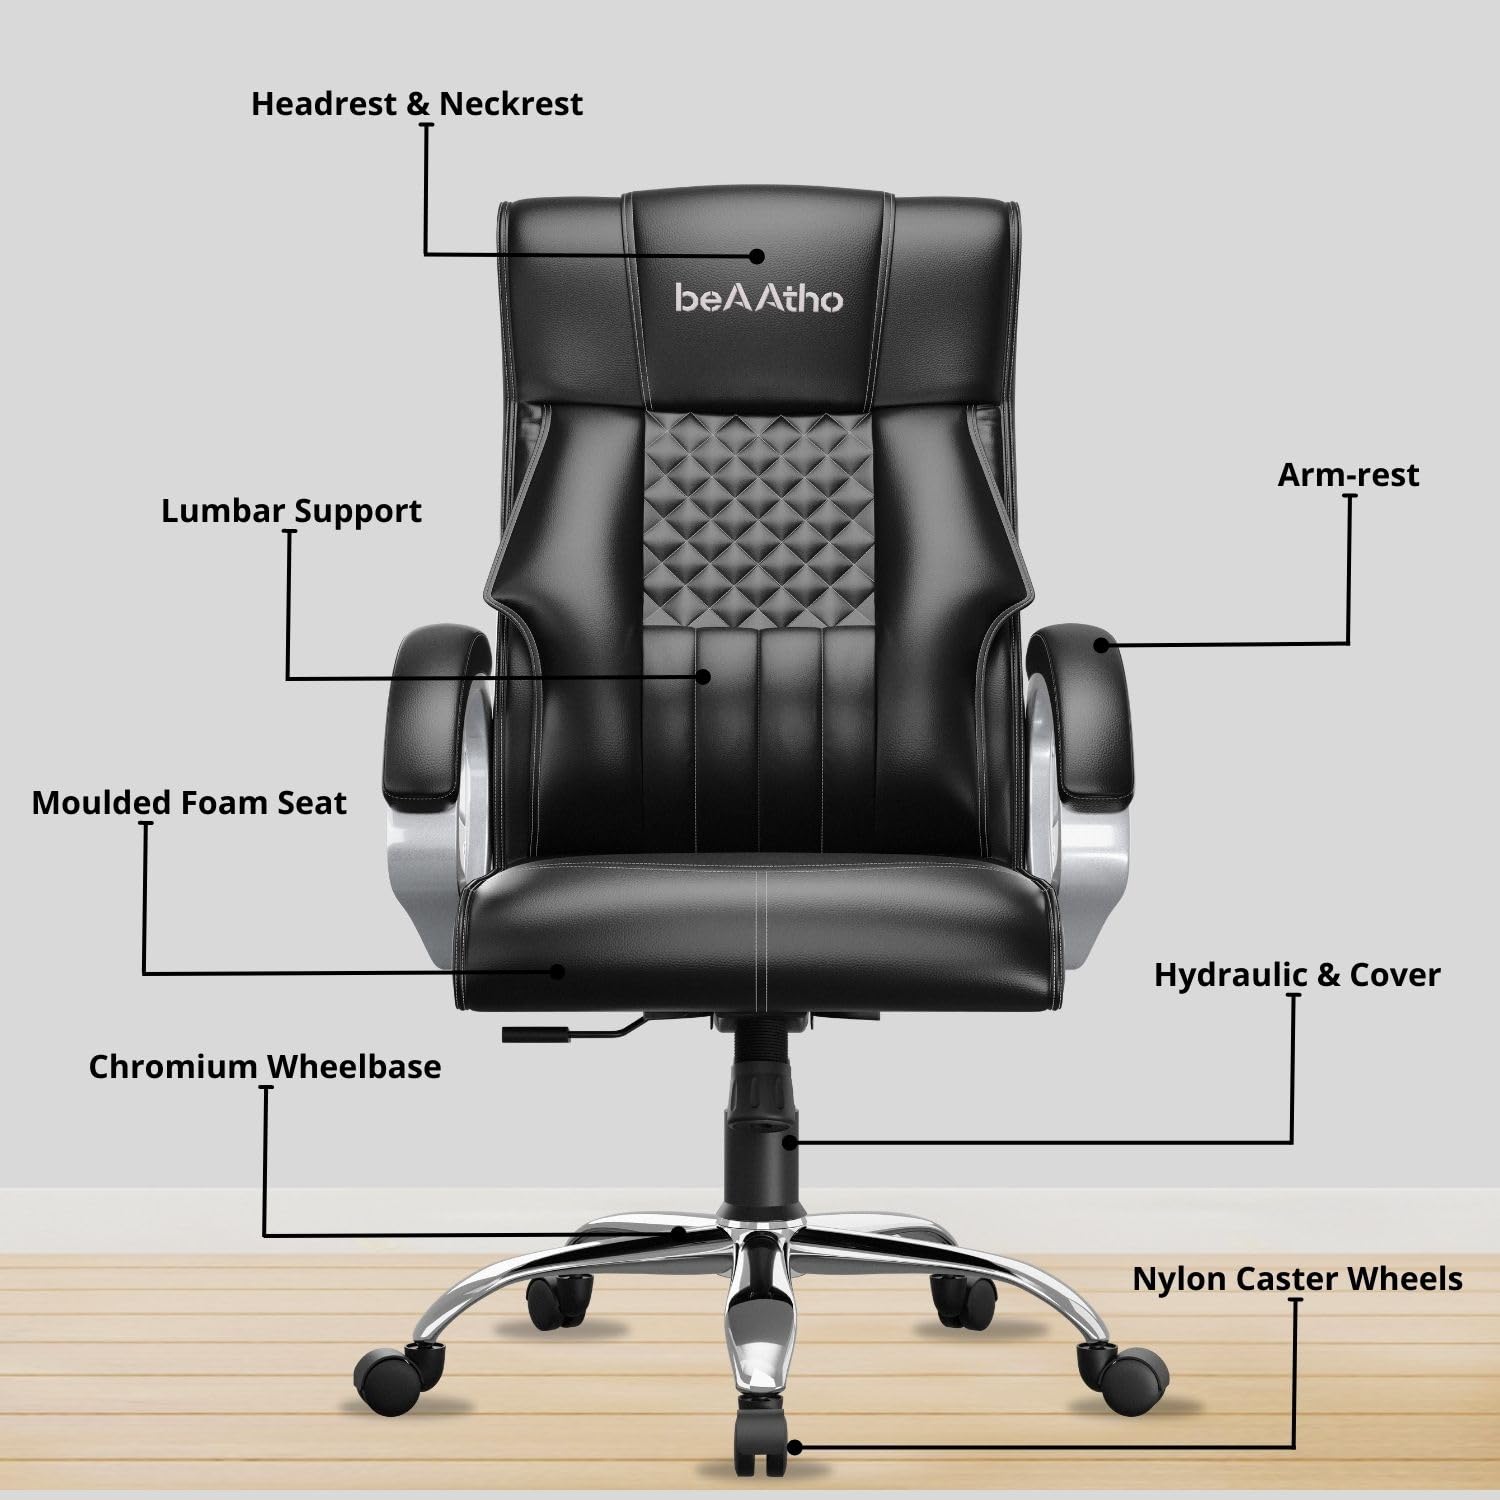 Headrest & Neckrest
beAAtho
Arm-rest
Lumbar Support
Moulded Foam Seat
Hydraulic & Cover
Chromium Wheelbase
Nylon Caster Wheels